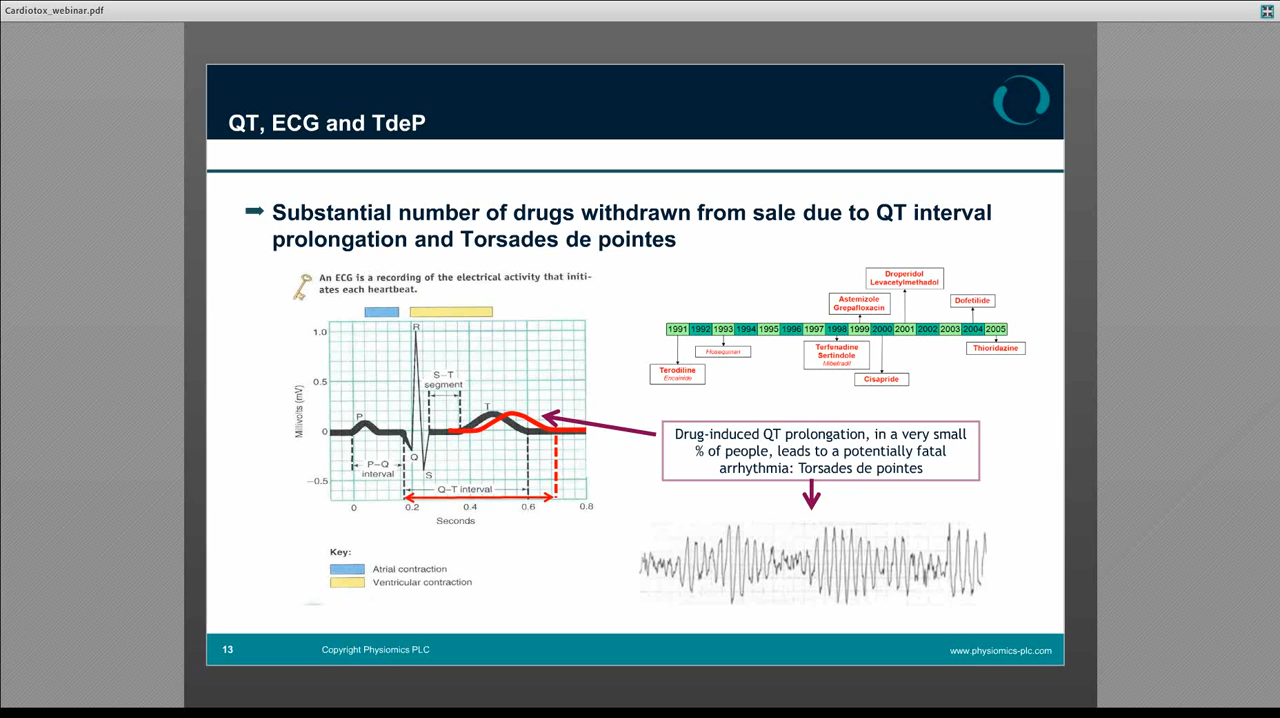 Cardiotox_webinar.pdf
QT, ECG and TdeP
Substantial number of drugs withdrawn from sale due to QT interval
prolongation and Torsades de pointes
An ECG is a recording of the electrical activity that initi-
ates each heartbeat.
1.0
0.5
0
-0.5
Millivolts (mV)
R
S-T
segment
P
T
Q
S
P-Q
interval
Q-T interval
0
0.2
0.4
0.6
0.8
Seconds
Key:
Atrial contraction
Ventricular contraction
Droperidol
Levacetylmethadol
Astemizole
Grepafloxacin
Dofetilide
1991 1992 1993 1994 1995 1996 1997 1998 1999 2000 2001 2002 2003 2004 2005
Terodiline
Encainide
Flosequinan
Terfenadine
Sertindole
Mibefradil
Cisapride
Thioridazine
Drug-induced QT prolongation, in a very small
% of people, leads to a potentially fatal
arrhythmia: Torsades de pointes
13
Copyright Physiomics PLC
www.physiomics-plc.com